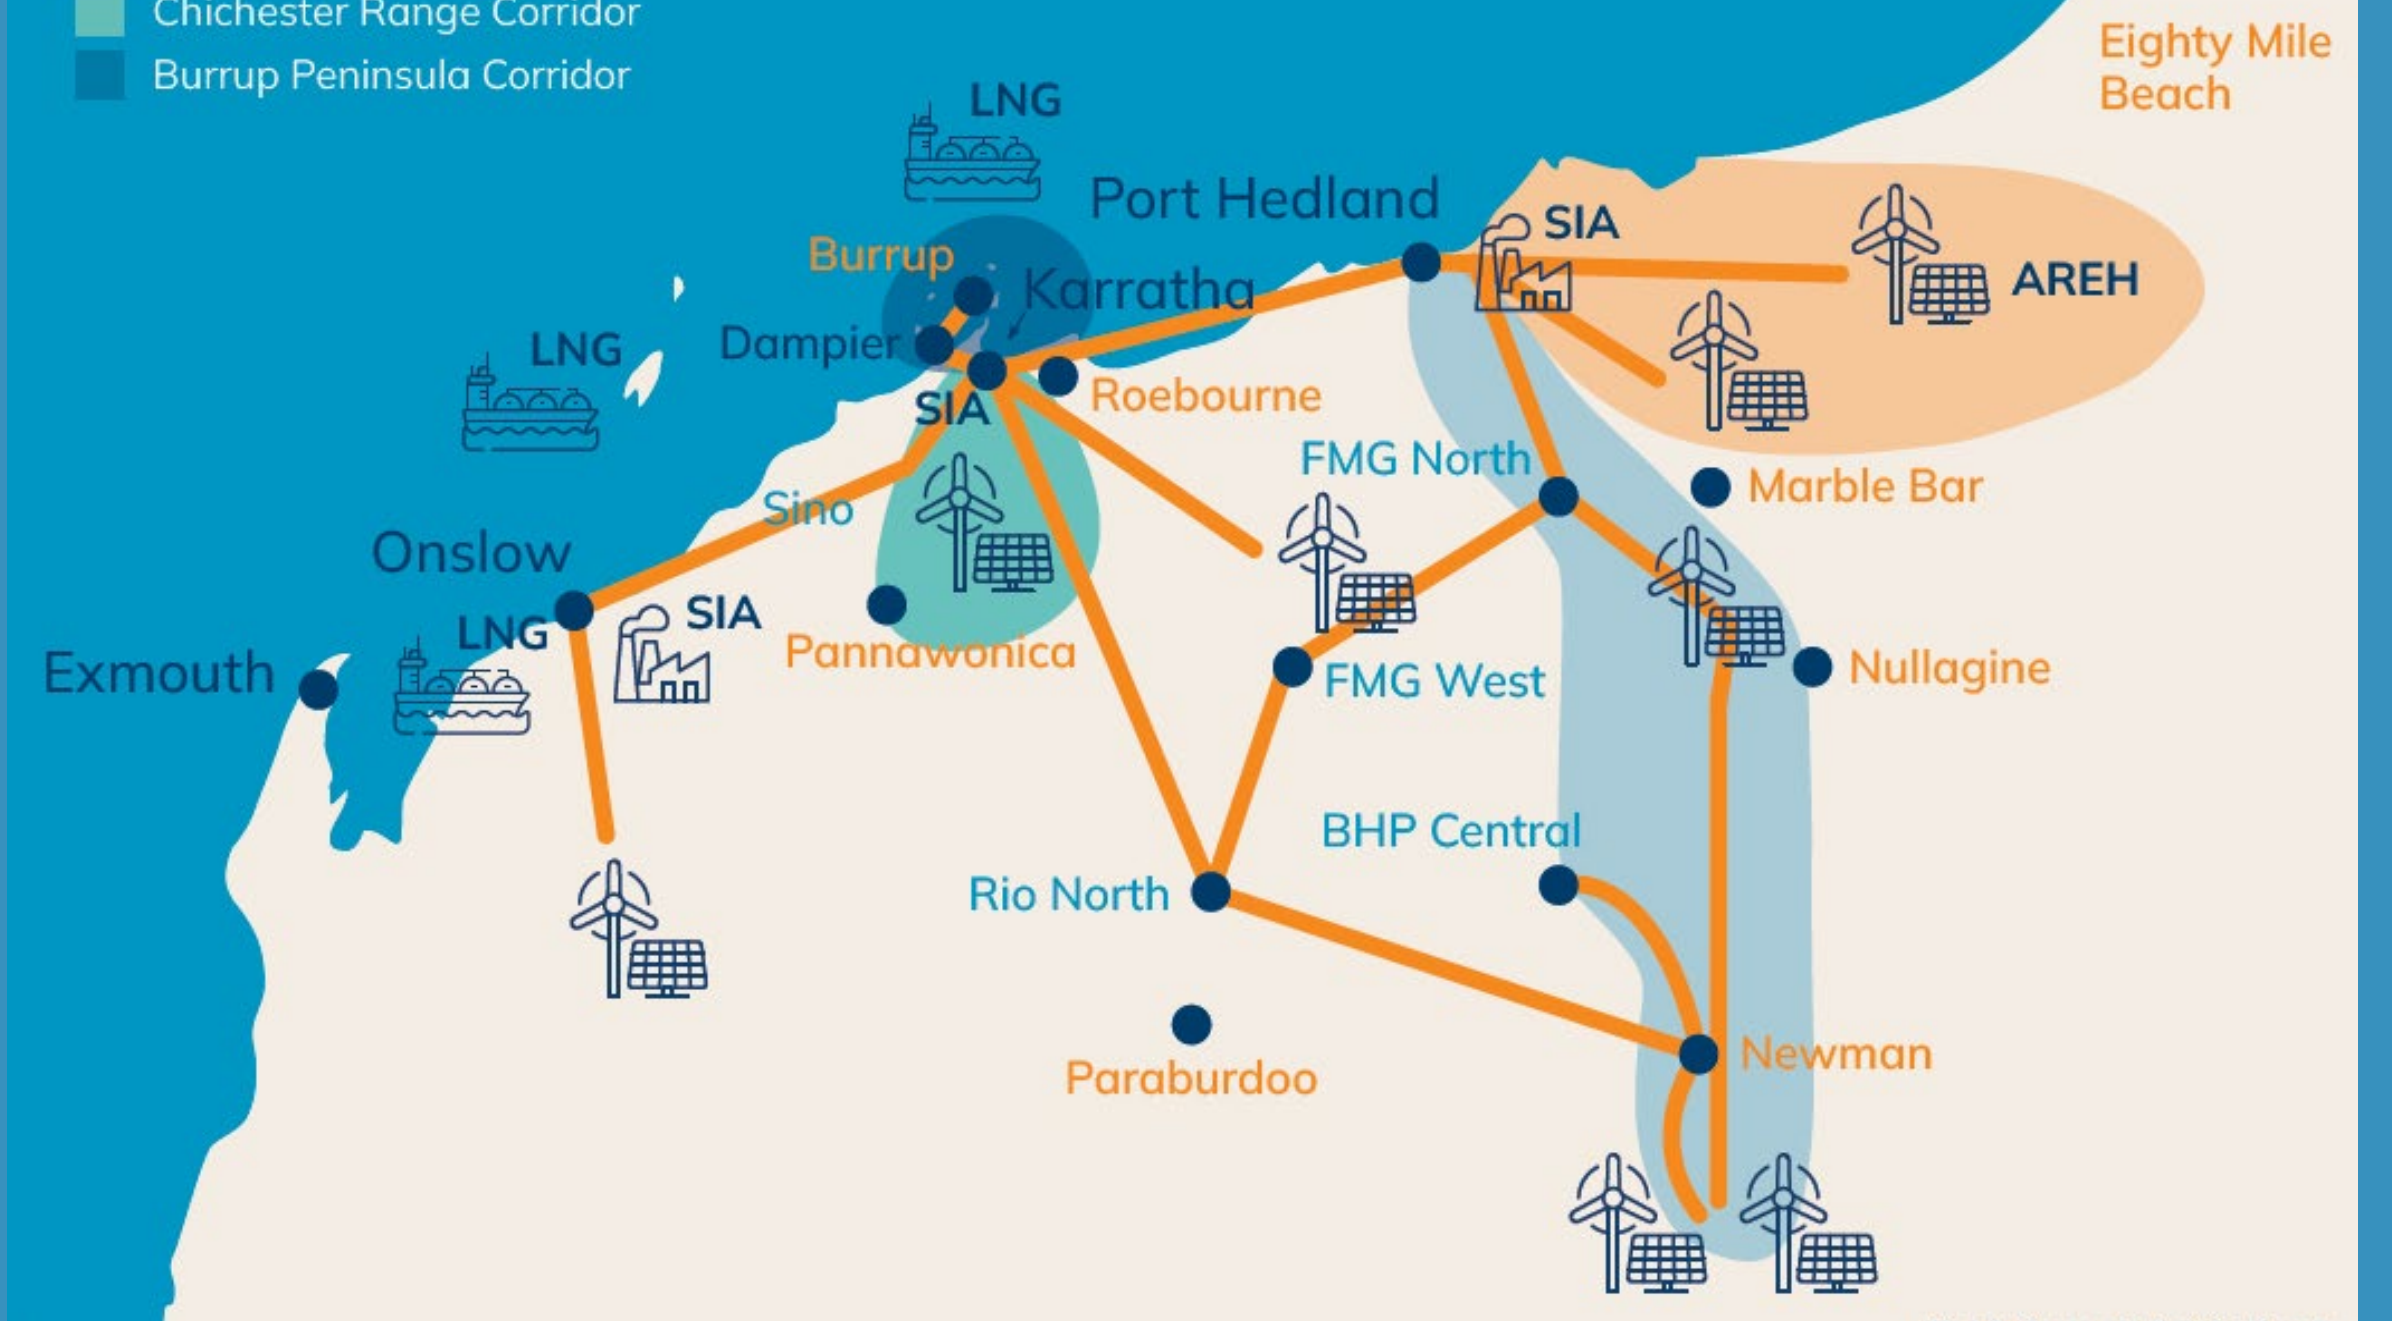 Chichester Range Corridor
Burrup Peninsula Corridor
Eighty Mile
Beach
LNG
Port Hedland
SIA
Burrup
Karratha
AREH
Dampier
LNG
Roebourne
SIA
FMG North
Marble Bar
Sino
Onslow
SIA
LNG
Pannawonica
Exmouth
FMG West
Nullagine
BHP Central
Rio North
Newman
Paraburdoo